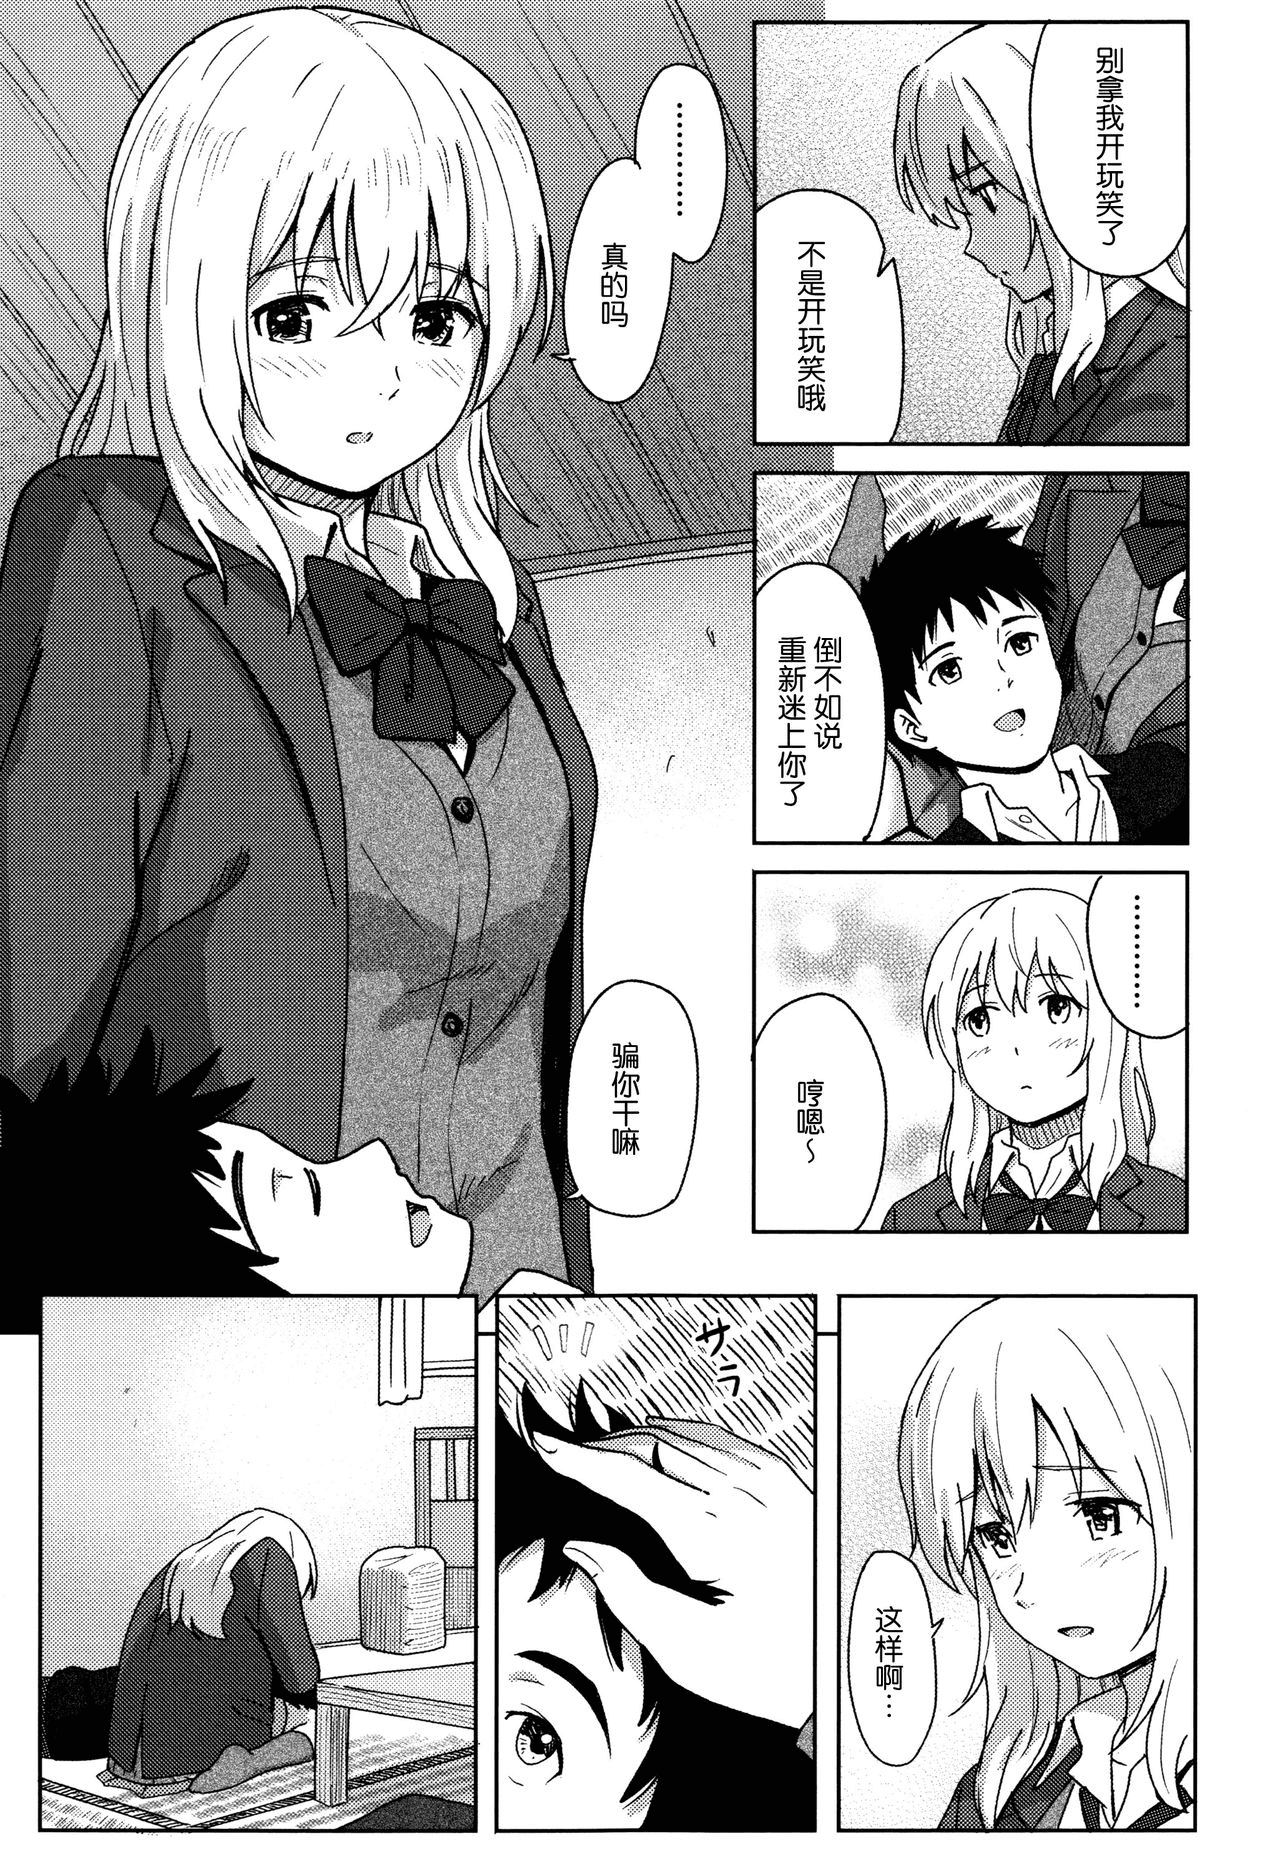 别拿我开玩笑了
不是开玩笑哦
倒不如说
重新迷上你了
………
哼嗯～
………
真的吗
骗你干嘛
这样啊…
サラ